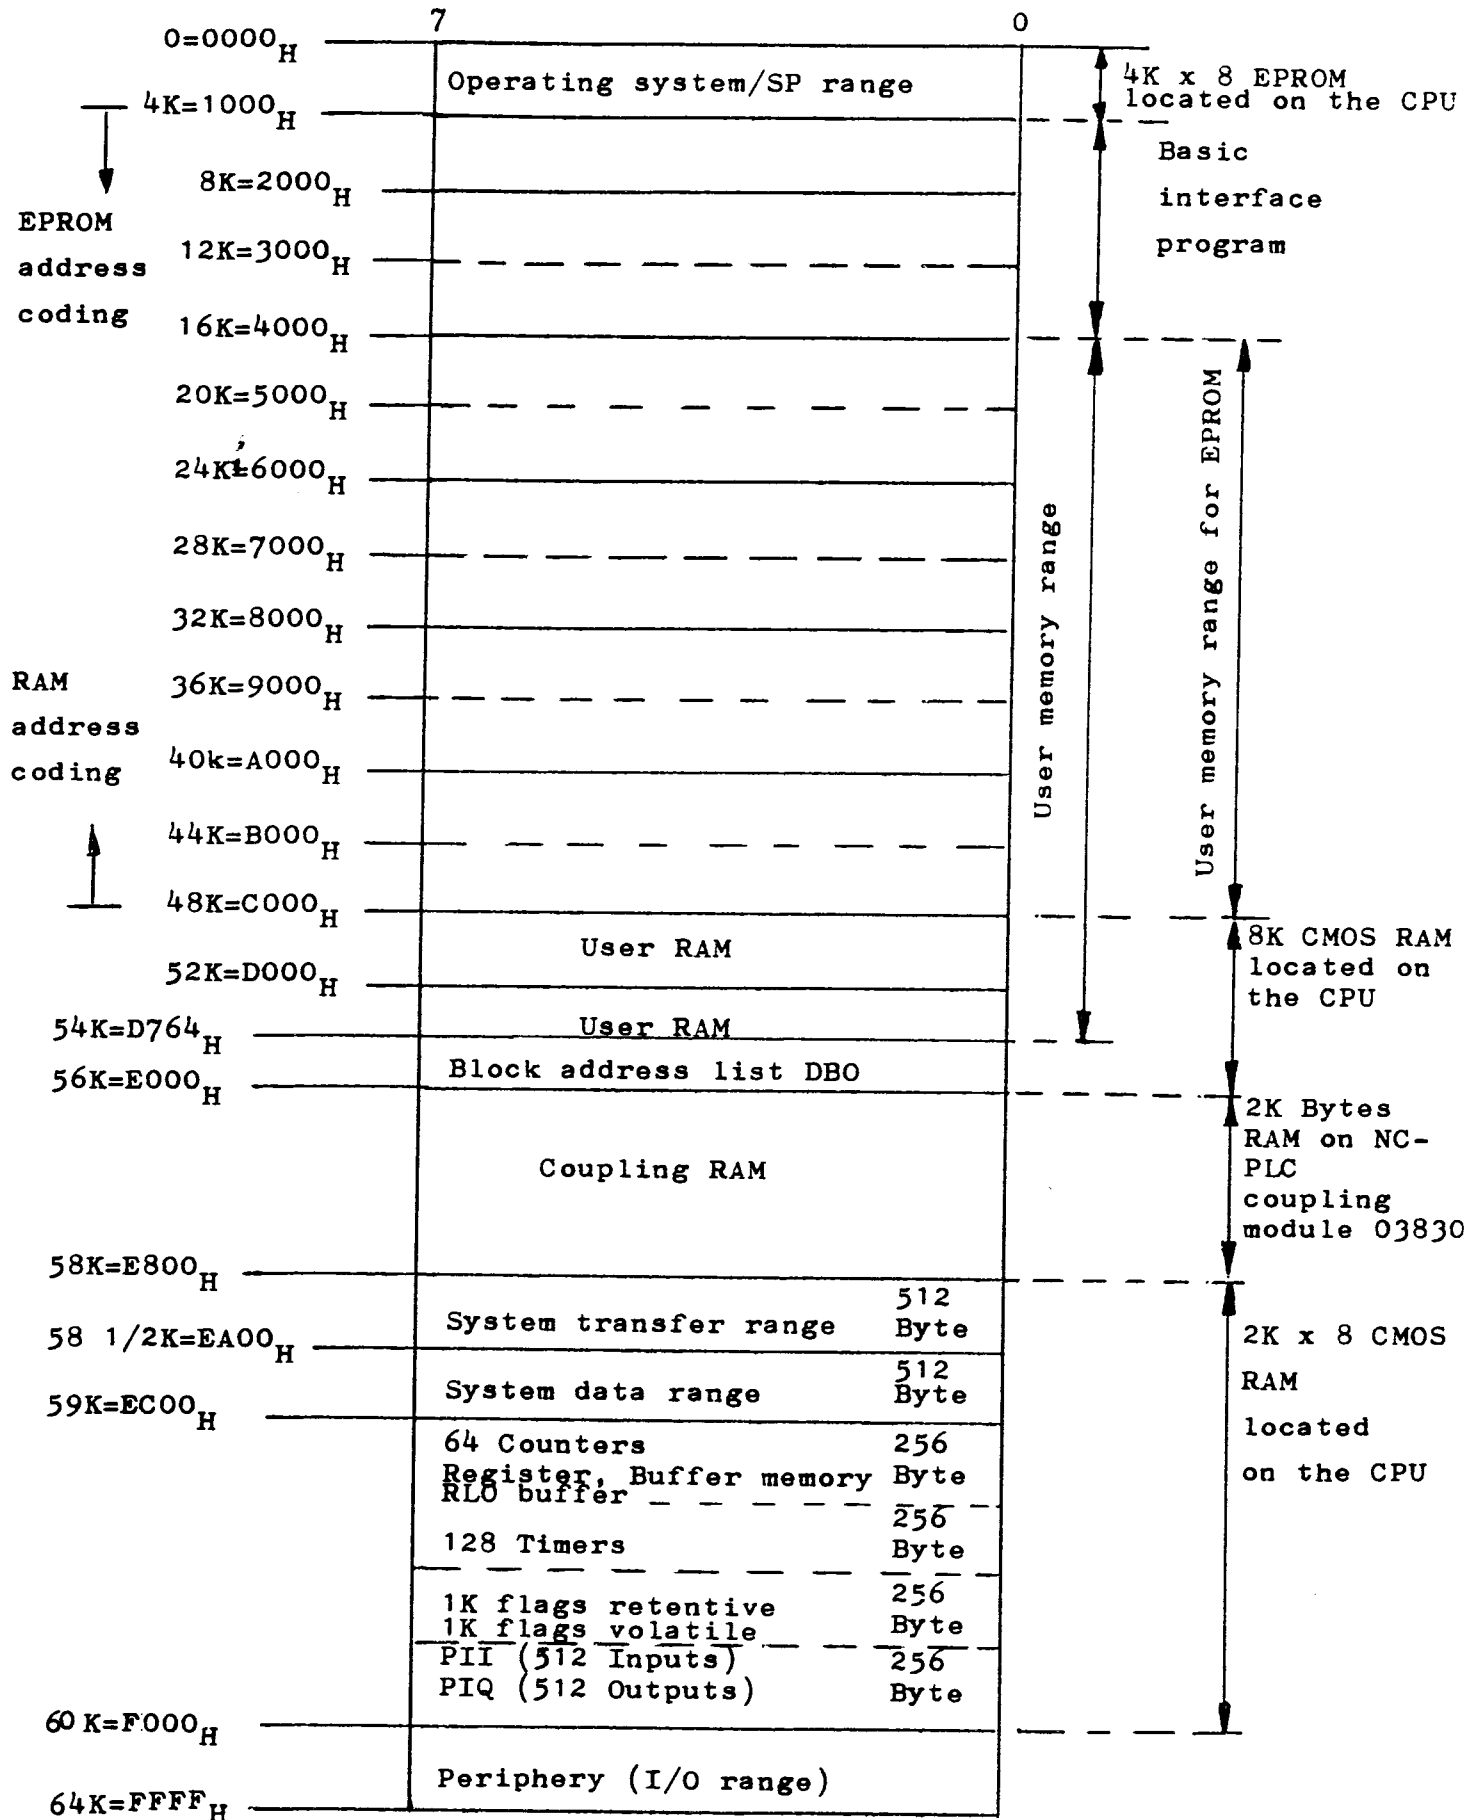 7 0
0=0000H
Operating system/SP range
4K x 8 EPROM
located on the CPU
4K=1000H
Basic
interface
program
8K=2000H
EPROM
address
coding
12K=3000H
16K=4000H
20K=5000H
24K=6000H
28K=7000H
32K=8000H
User memory range
User memory range for EPROM
RAM
address
coding
36K=9000H
40k=A000H
44K=B000H
48K=C000H
User RAM
8K CMOS RAM
located on
the CPU
52K=D000H
User RAM
54K=D764H
Block address list DBO
56K=E000H
2K Bytes
RAM on NC-
PLC
coupling
module 03830
Coupling RAM
58K=E800H
System transfer range
512
Byte
58 1/2K=EA00H
2K x 8 CMOS
RAM
located
on the CPU
System data range
512
Byte
59K=EC00H
64 Counters
Register, Buffer memory
RLO buffer
256
Byte
128 Timers
256
Byte
1K flags retentive
1K flags volatile
256
Byte
PII (512 Inputs)
PIQ (512 Outputs)
256
Byte
60 K=F000H
Periphery (I/O range)
64K=FFFFH